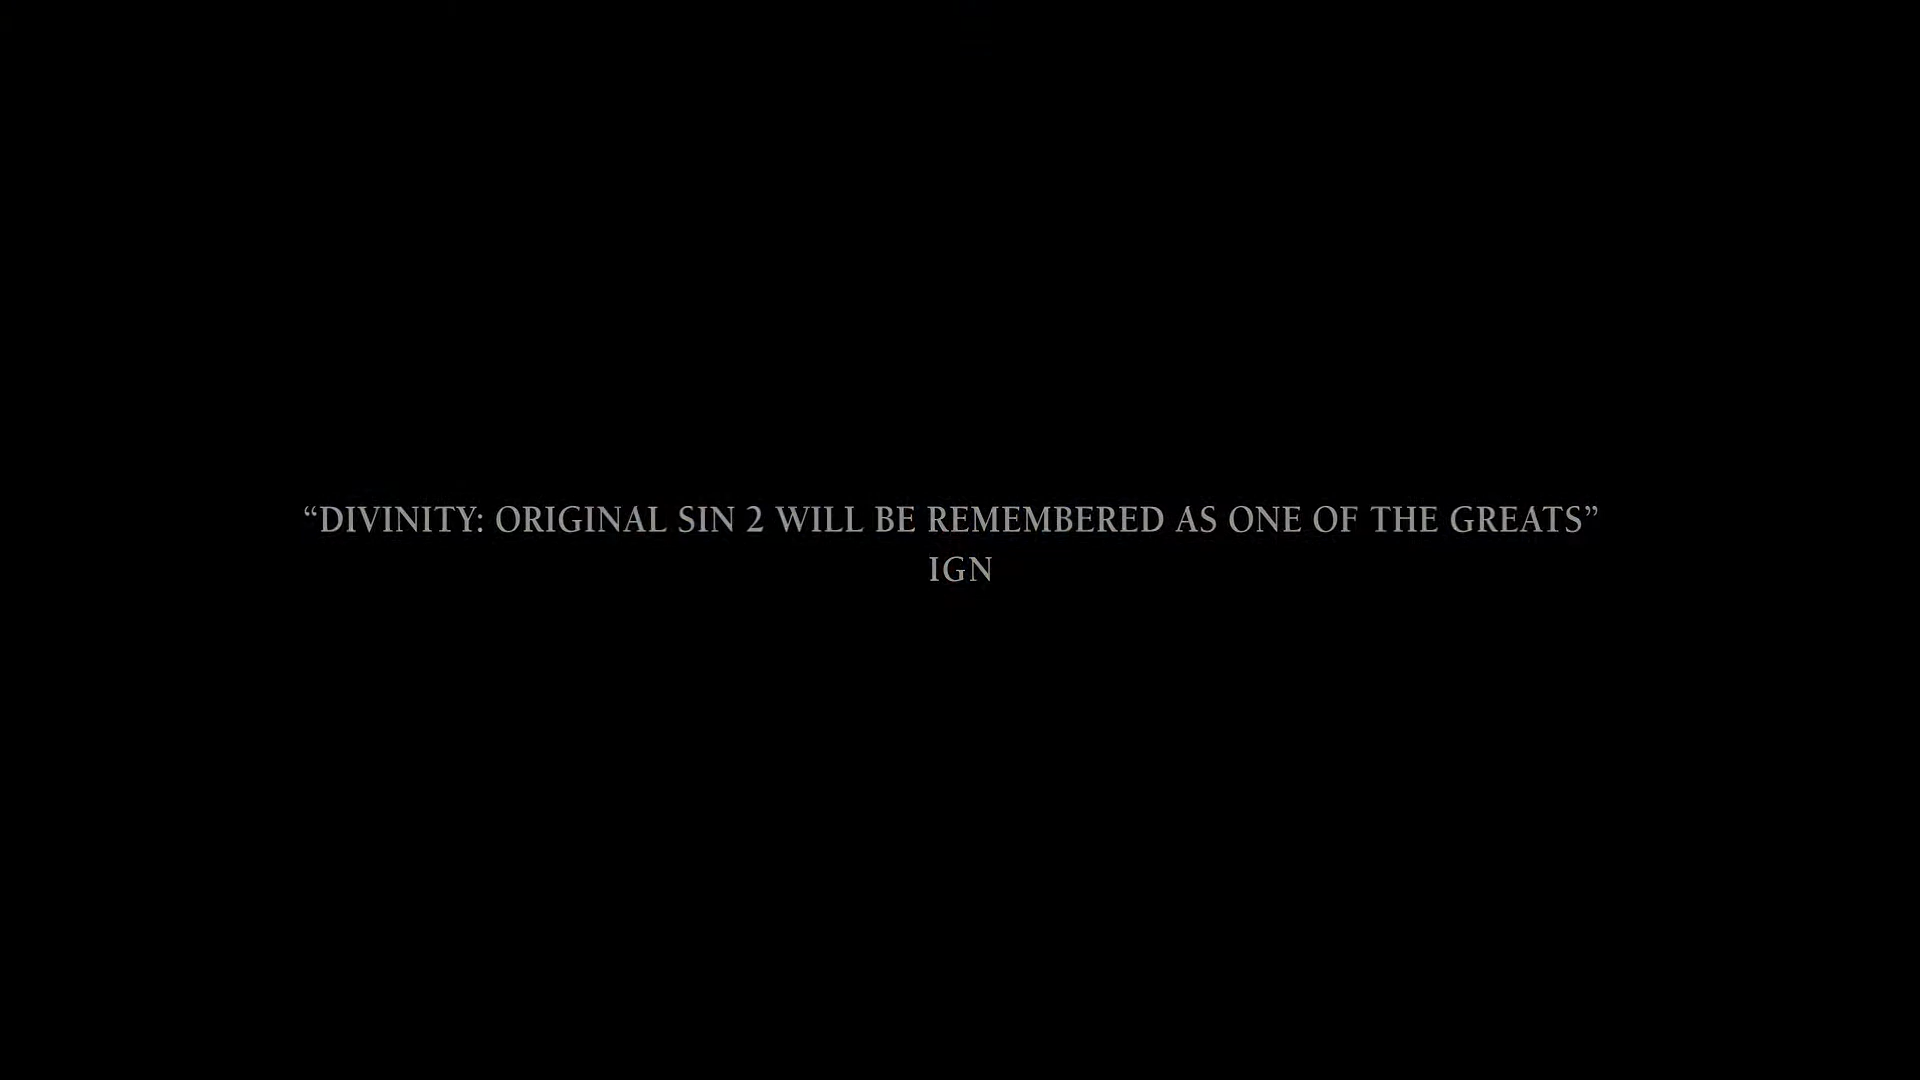 “DIVINITY: ORIGINAL SIN 2 WILL BE REMEMBERED AS ONE OF THE GREATS”
IGN